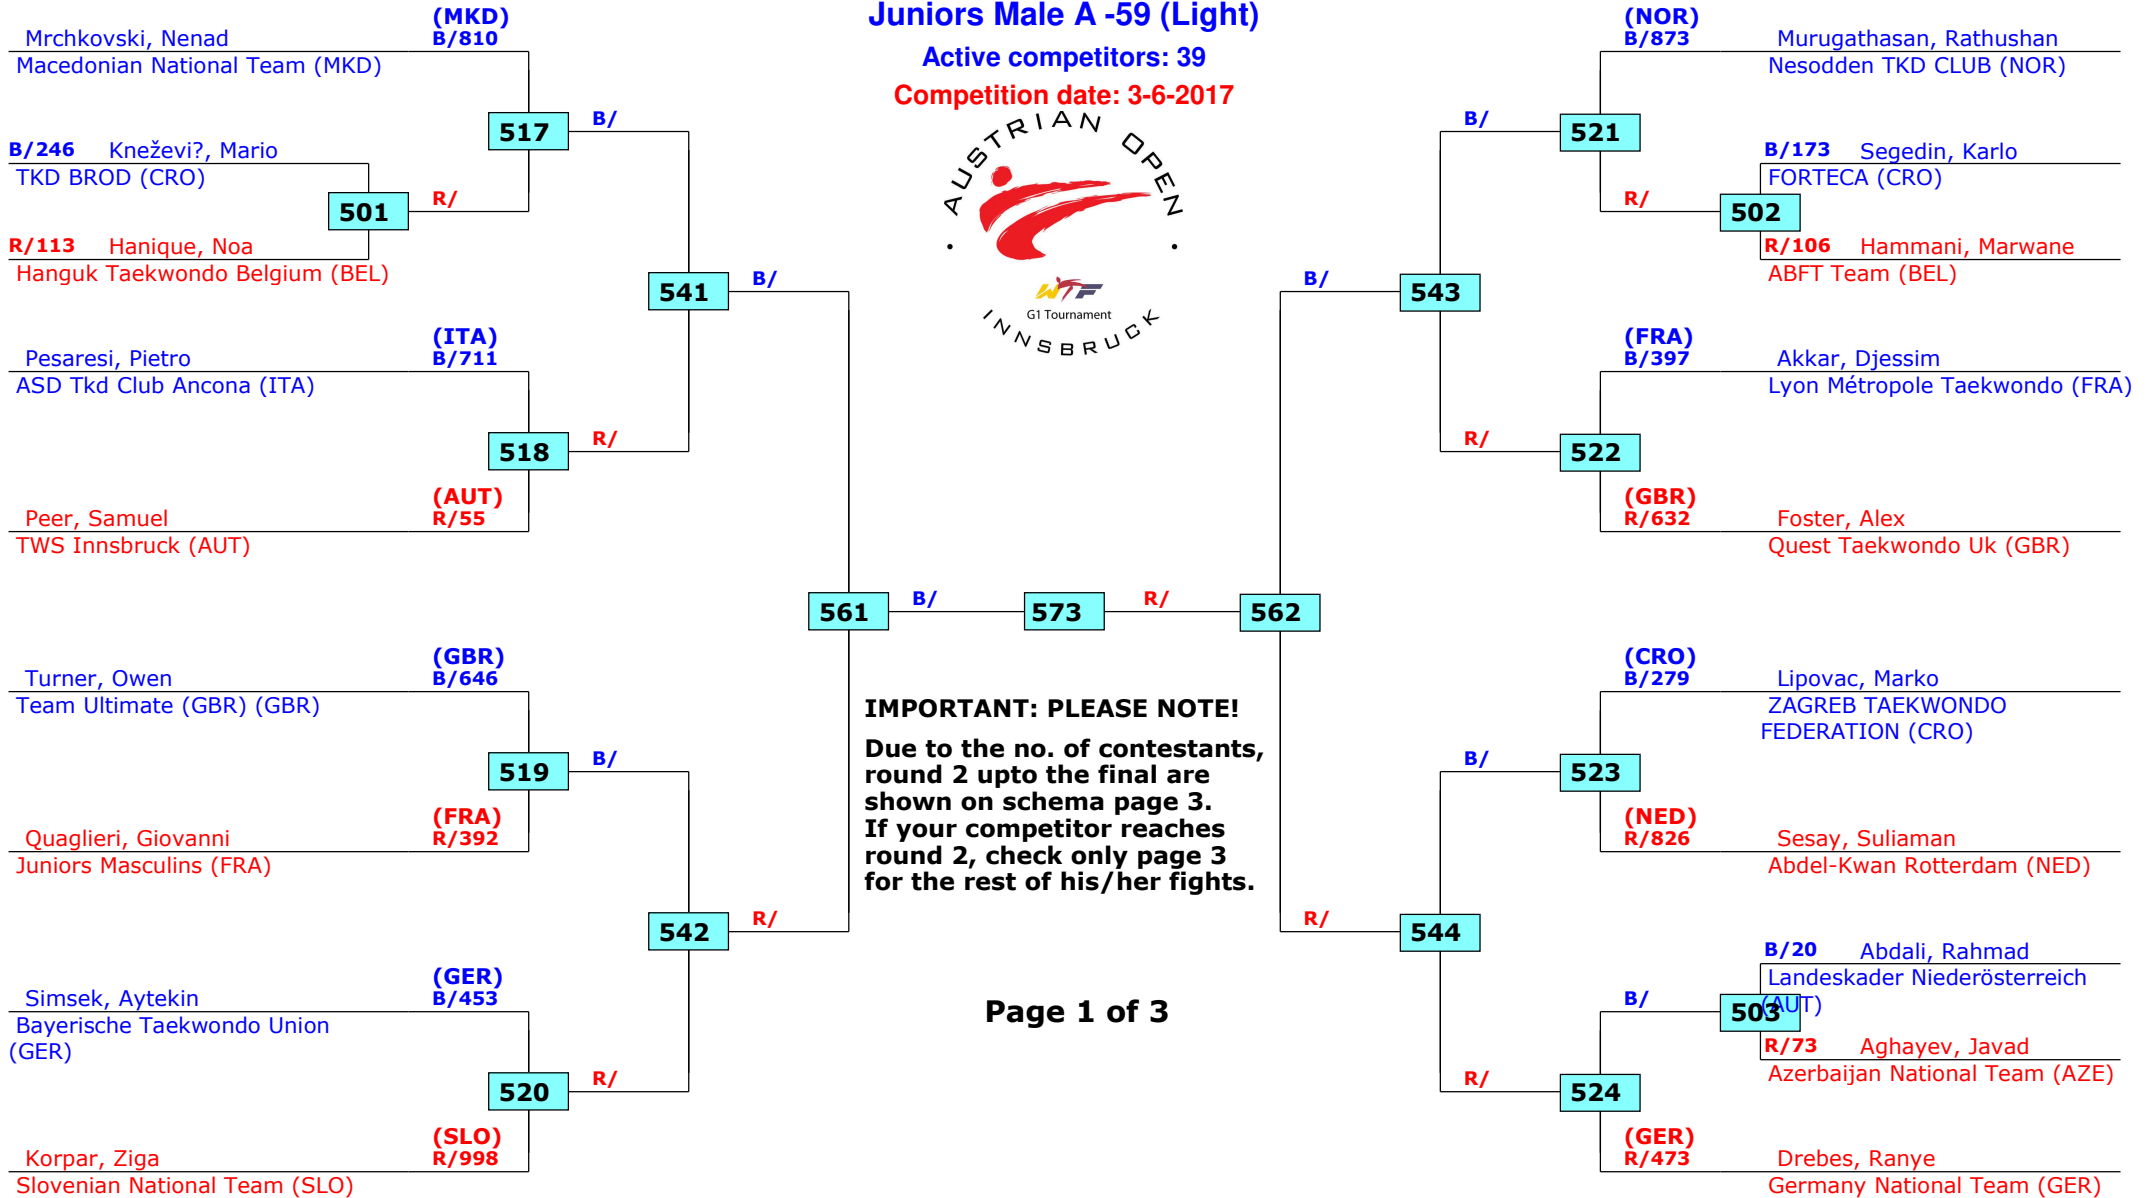 Juniors Male A -59 (Light)
Active competitors: 39
Competition date: 3-6-2017
AUSTRIAN OPEN
WTF
G1 Tournament
INNSBRUCK
(MKD)
Mrchkovski, Nenad B/810
Macedonian National Team (MKD)
517
B/
B/246 Kneževi?, Mario
TKD BROD (CRO)
501
R/
R/113 Hanique, Noa
Hanguk Taekwondo Belgium (BEL)
541
B/
(ITA)
Pesaresi, Pietro B/711
ASD Tkd Club Ancona (ITA)
518
R/
(AUT)
Peer, Samuel R/55
TWS Innsbruck (AUT)
561
B/
573
R/
562
(GBR)
Turner, Owen B/646
Team Ultimate (GBR) (GBR)
519
B/
(FRA)
Quaglieri, Giovanni R/392
Juniors Masculins (FRA)
542
R/
(GER)
Simsek, Aytekin B/453
Bayerische Taekwondo Union
(GER)
520
R/
(SLO)
Korpar, Ziga R/998
Slovenian National Team (SLO)
IMPORTANT: PLEASE NOTE!
Due to the no. of contestants,
round 2 upto the final are
shown on schema page 3.
If your competitor reaches
round 2, check only page 3
for the rest of his/her fights.
Page 1 of 3
(NOR)
B/873 Murugathasan, Rathushan
Nesodden TKD CLUB (NOR)
B/
521
B/173 Segedin, Karlo
FORTECA (CRO)
R/
502
R/106 Hammani, Marwane
ABFT Team (BEL)
B/
543
(FRA)
B/397 Akkar, Djessim
Lyon Métropole Taekwondo (FRA)
R/
522
(GBR)
R/632 Foster, Alex
Quest Taekwondo Uk (GBR)
(CRO)
B/279 Lipovac, Marko
ZAGREB TAEKWONDO
FEDERATION (CRO)
B/
523
(NED)
R/826 Sesay, Suliaman
Abdel-Kwan Rotterdam (NED)
R/
544
B/20 Abdali, Rahmad
Landeskader Niederösterreich
(AUT)
B/
503
R/73 Aghayev, Javad
Azerbaijan National Team (AZE)
R/
524
(GER)
R/473 Drebes, Ranye
Germany National Team (GER)